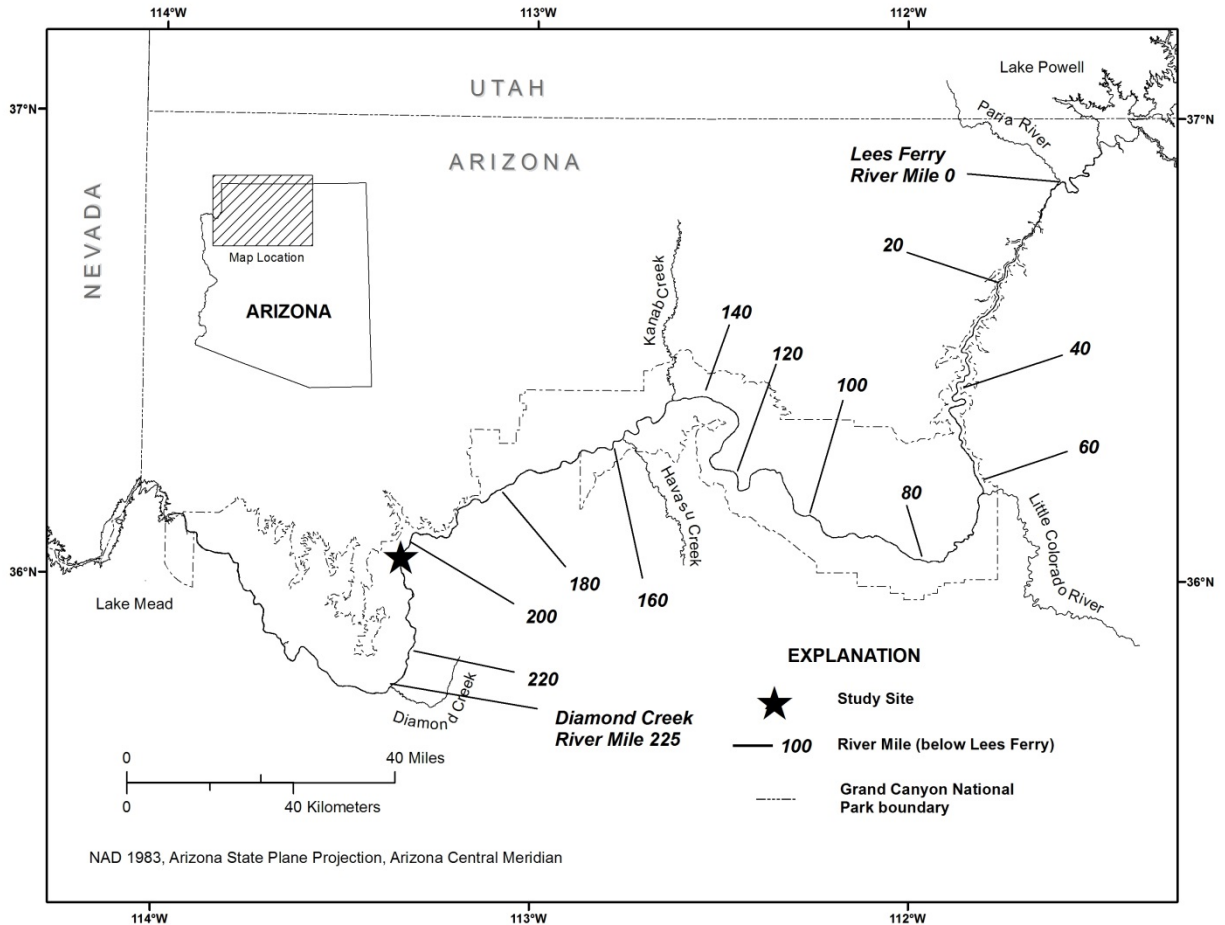 114°W
113°W
112°W
Lake Powell
UTAH
37°N
37°N
Paria River
ARIZONA
Lees Ferry
River Mile 0
NEVADA
20
Map Location
Kanab Creek
ARIZONA
140
120
40
100
60
Havasu Creek
80
Little Colorado River
36°N
36°N
180
160
Lake Mead
200
EXPLANATION
220
Study Site
Diamond Creek
Diamond Creek
River Mile 225
100
River Mile (below Lees Ferry)
0
40 Miles
Grand Canyon National
Park boundary
0
40 Kilometers
NAD 1983, Arizona State Plane Projection, Arizona Central Meridian
114°W
113°W
112°W